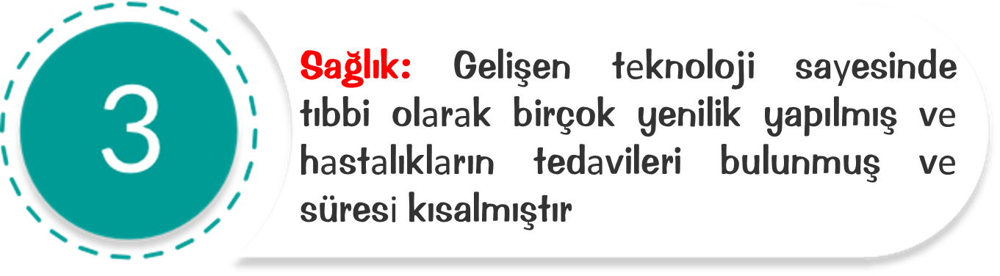 3
Sağlık: Gelişen teknoloji sayesinde
tıbbi olarak birçok yenilik yapılmış ve
hastalıkların tedavileri bulunmuş ve
süresi kısalmıştır